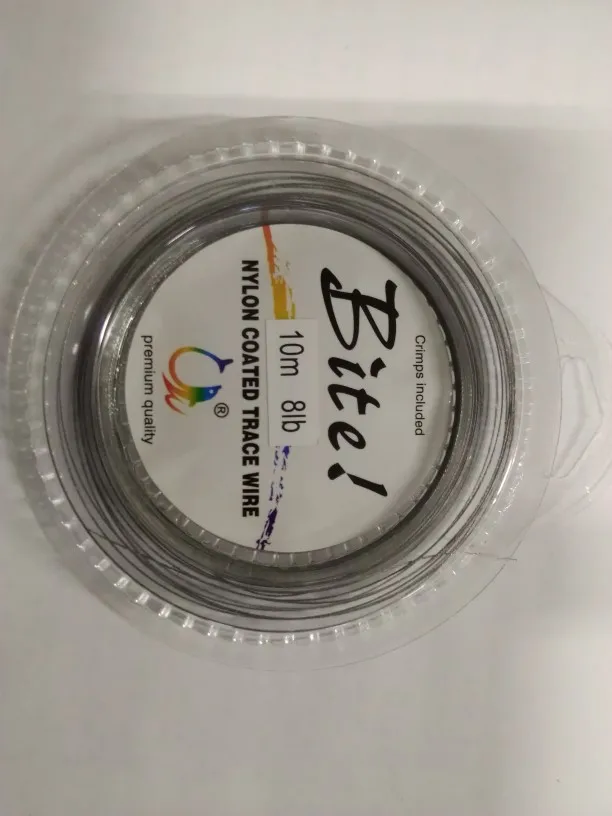 Crimps included
Bite!
10m 8lb
NYLON COATED TRACE WIRE
®
premium quality